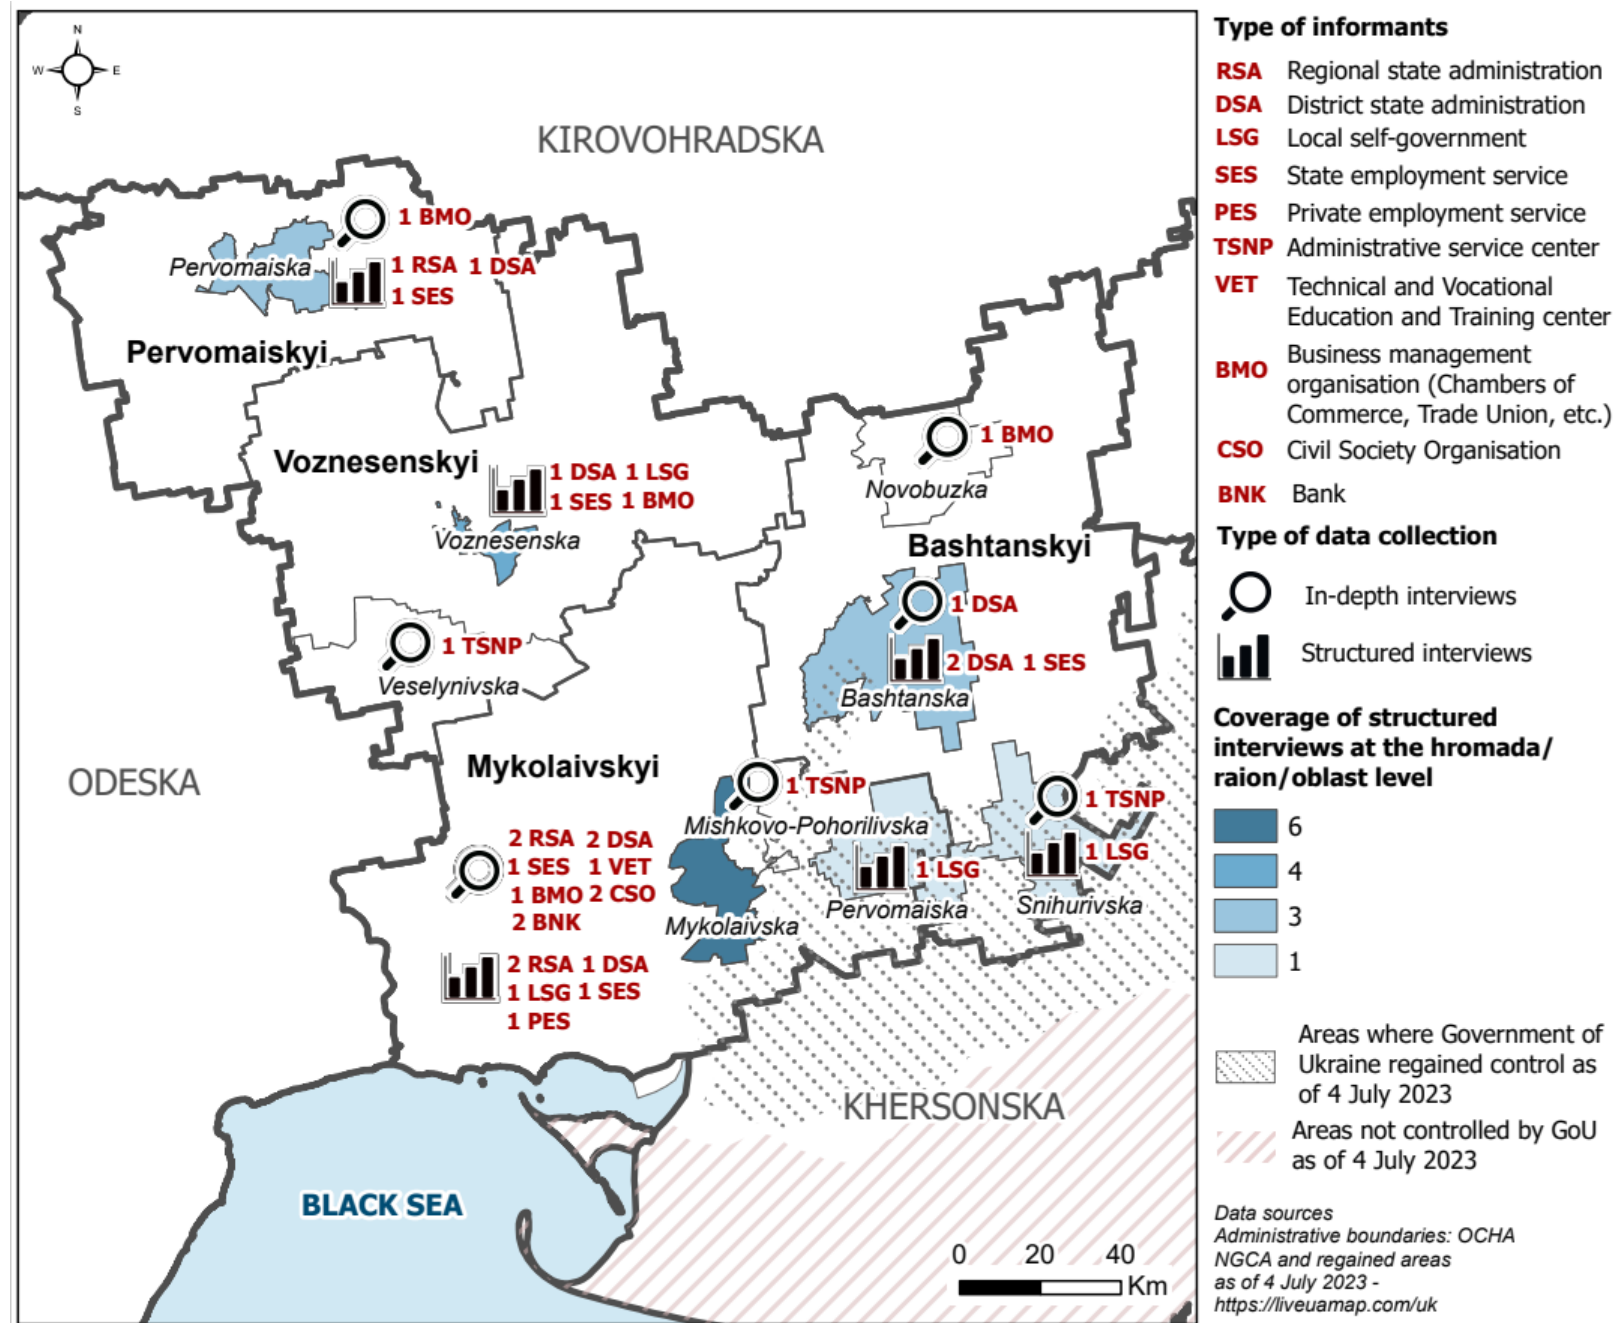 N
W
E
S
KIROVOHRADSKA
1 BMO
Pervomaiska
1 RSA 1 DSA
1 SES
Pervomaiskyi
Voznesenskyi
1 DSA 1 LSG
1 SES 1 BMO
Voznesenska
1 BMO
Novobuzka
Bashtanskyi
1 DSA
2 DSA 1 SES
Bashtanska
1 TSNP
Veselynivska
ODESKA
Mykolaivskyi
1 TSNP
Mishkovo-Pohorilivska
1 TSNP
1 LSG
Snihurivska
1 LSG
Pervomaiska
2 RSA 2 DSA
1 SES 1 VET
1 BMO 2 CSO
2 BNK
Mykolaivska
2 RSA 1 DSA
1 LSG 1 SES
1 PES
KHERSONSKA
BLACK SEA
0 20 40
Km
Type of informants
RSA Regional state administration
DSA District state administration
LSG Local self-government
SES State employment service
PES Private employment service
TSNP Administrative service center
VET Technical and Vocational
Education and Training center
Business management
BMO organisation (Chambers of
Commerce, Trade Union, etc.)
CSO Civil Society Organisation
BNK Bank
Type of data collection
In-depth interviews
Structured interviews
Coverage of structured
interviews at the hromada/
raion/oblast level
6
4
3
1
Areas where Government of
Ukraine regained control as
of 4 July 2023
Areas not controlled by GoU
as of 4 July 2023
Data sources
Administrative boundaries: OCHA
NGCA and regained areas
as of 4 July 2023 -
https://liveuamap.com/uk